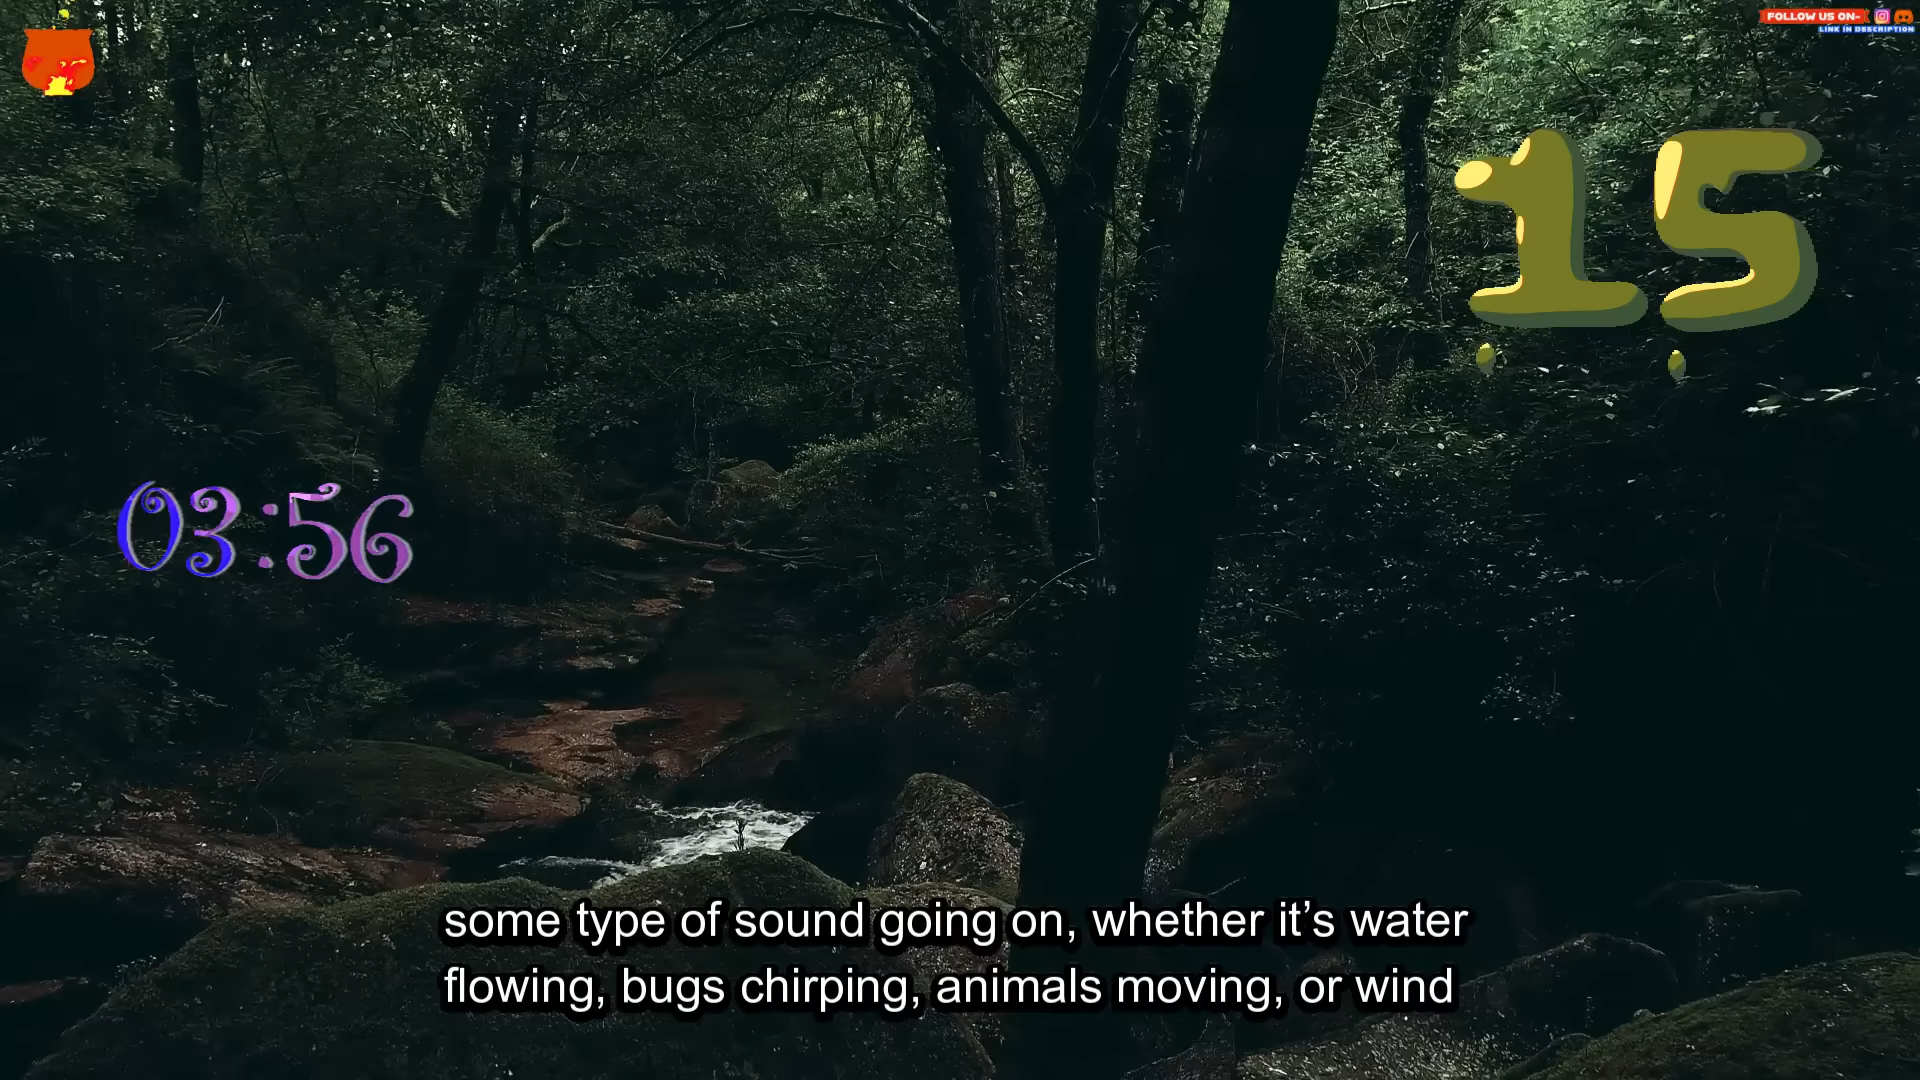 FOLLOW US ON-
LINK IN DESCRIPTION
15
03:56
some type of sound going on, whether it’s water
flowing, bugs chirping, animals moving, or wind